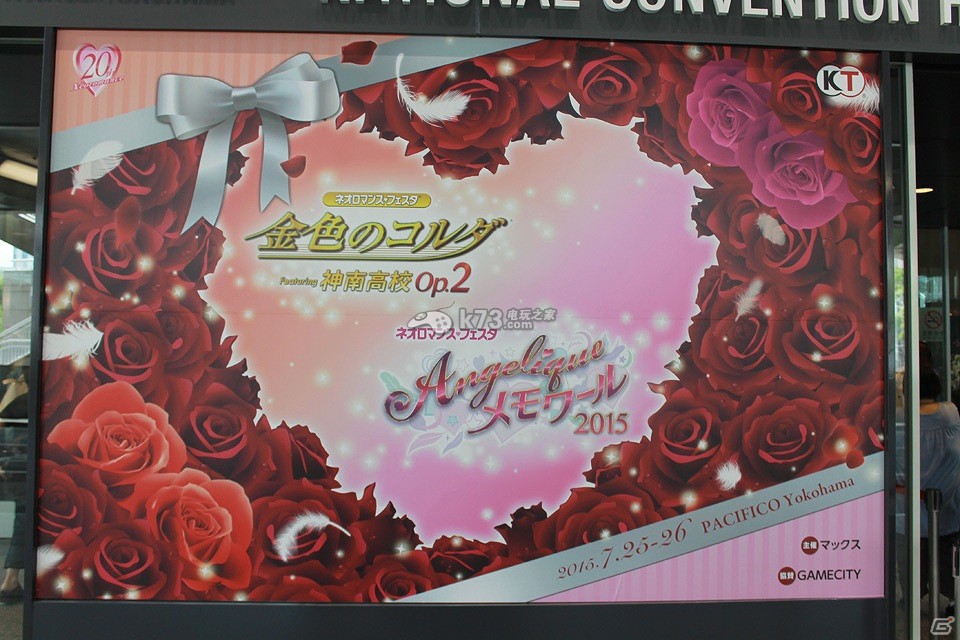 NATIONAL CONVENTION H
20th
Neoromance
KT
ネオロマンス・フェスタ
金色のコルダ
Featuring 神南高校 Op.2
k73.com 电玩之家
ネオロマンス・フェスタ
Angelique
メモワール
2015
2015.7.25-26 PACIFICO Yokohama
主催 マックス
協賛 GAMECITY